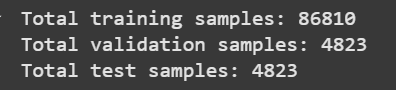 Total training samples: 86810
Total validation samples: 4823
Total test samples: 4823